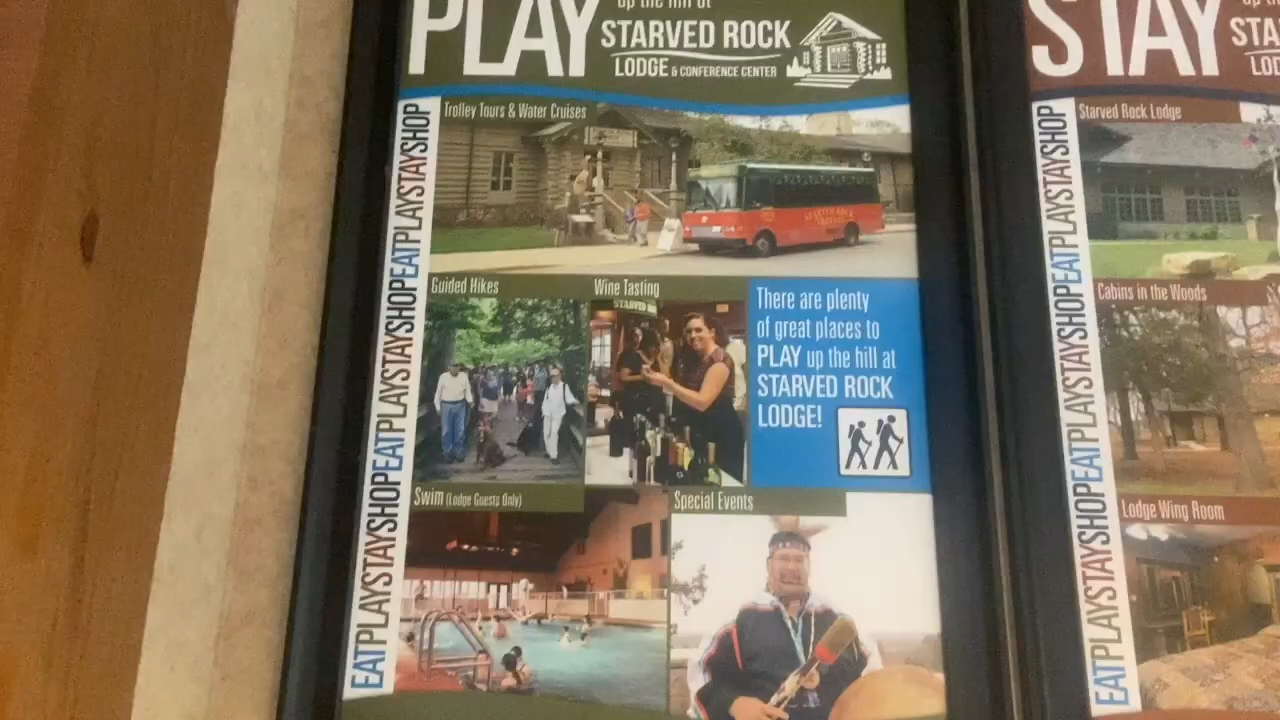 PLAY
up the hill at
STARVED ROCK
LODGE & CONFERENCE CENTER
Trolley Tours & Water Cruises
Guided Hikes
Wine Tasting
There are plenty
of great places to
PLAY up the hill at
STARVED ROCK
LODGE!
Swim (Lodge Guests Only)
Special Events
EATPLAYSTAYSHOPEATPLAYSTAYSHOPEATPLAYSTAYSHOP
STAY
Starved Rock Lodge
Cabins in the Woods
Lodge Wing Room
EATPLAYSTAYSHOPEATPLAYSTAYSHOPEATPLAYSTAYSHOP